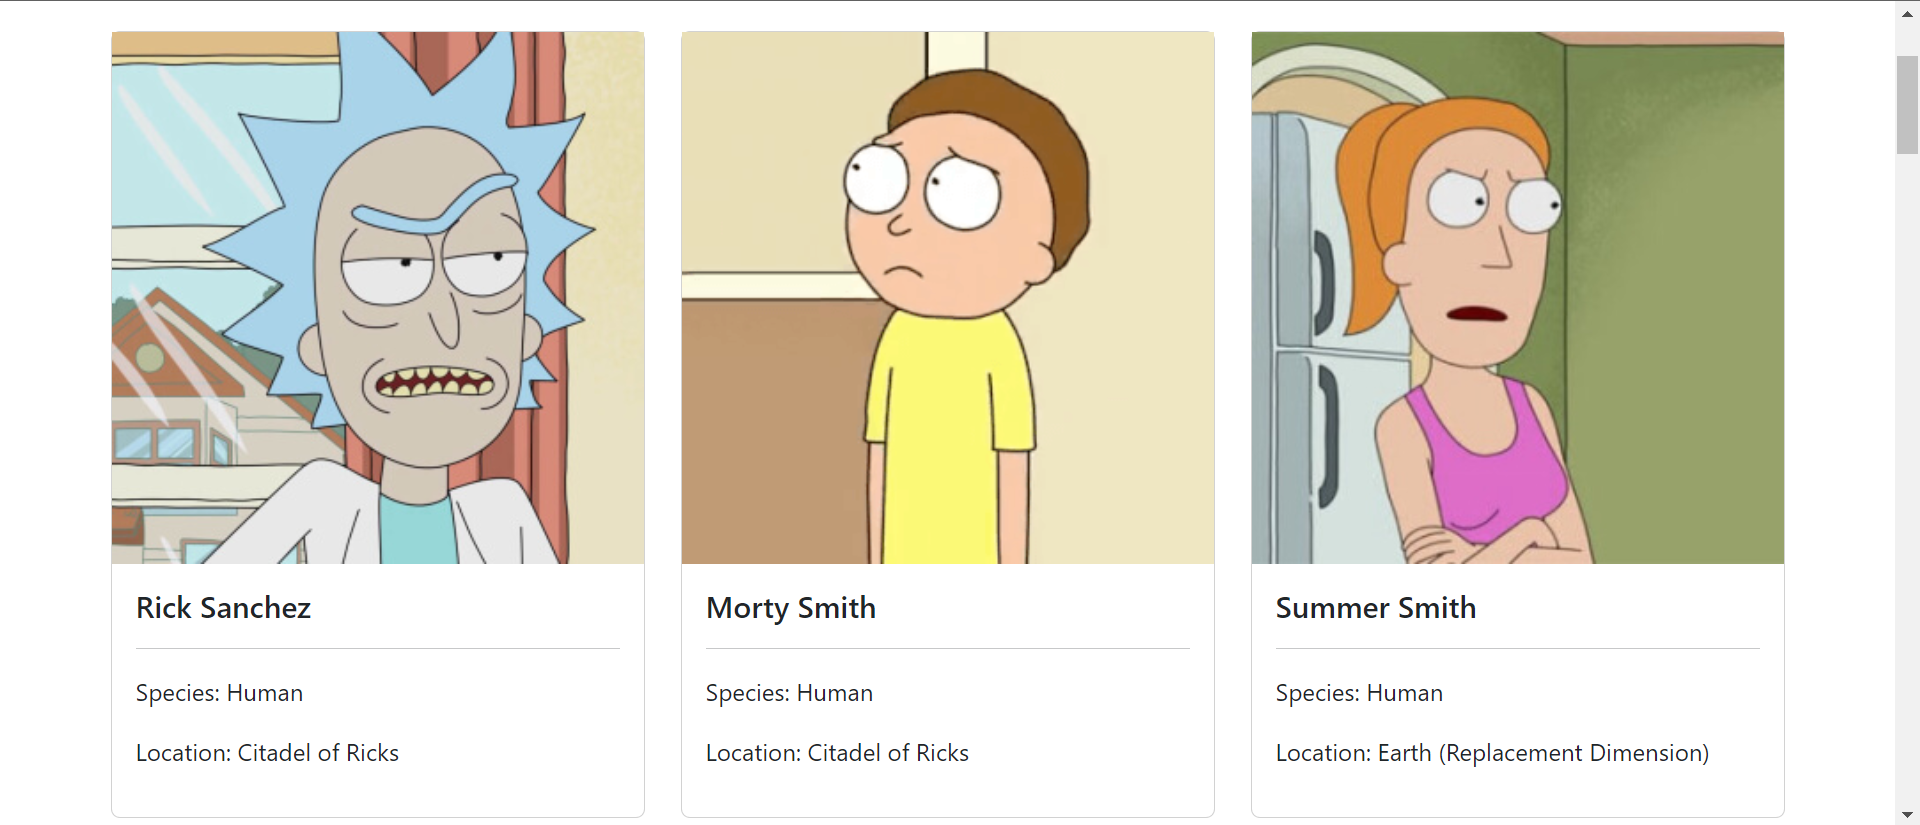 Rick Sanchez
Species: Human
Location: Citadel of Ricks
Morty Smith
Species: Human
Location: Citadel of Ricks
Summer Smith
Species: Human
Location: Earth (Replacement Dimension)